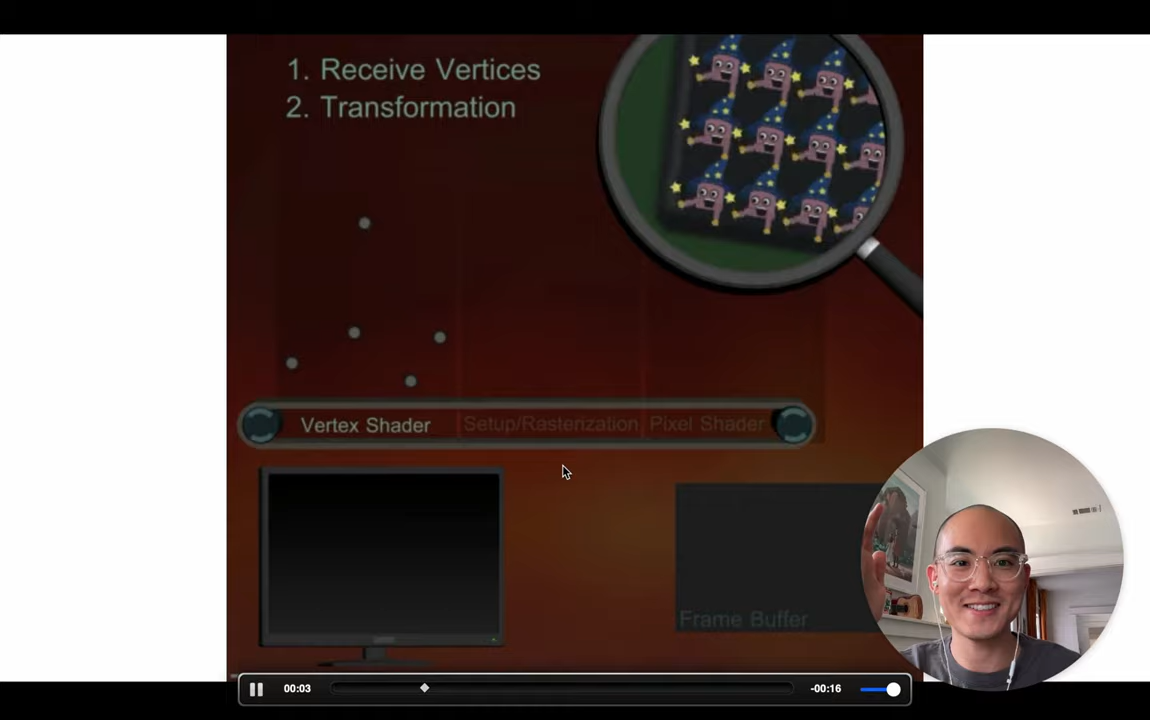 1. Receive Vertices
2. Transformation
Vertex Shader
Setup/Rasterization
Pixel Shader
Frame Buffer
00:03
-00:16